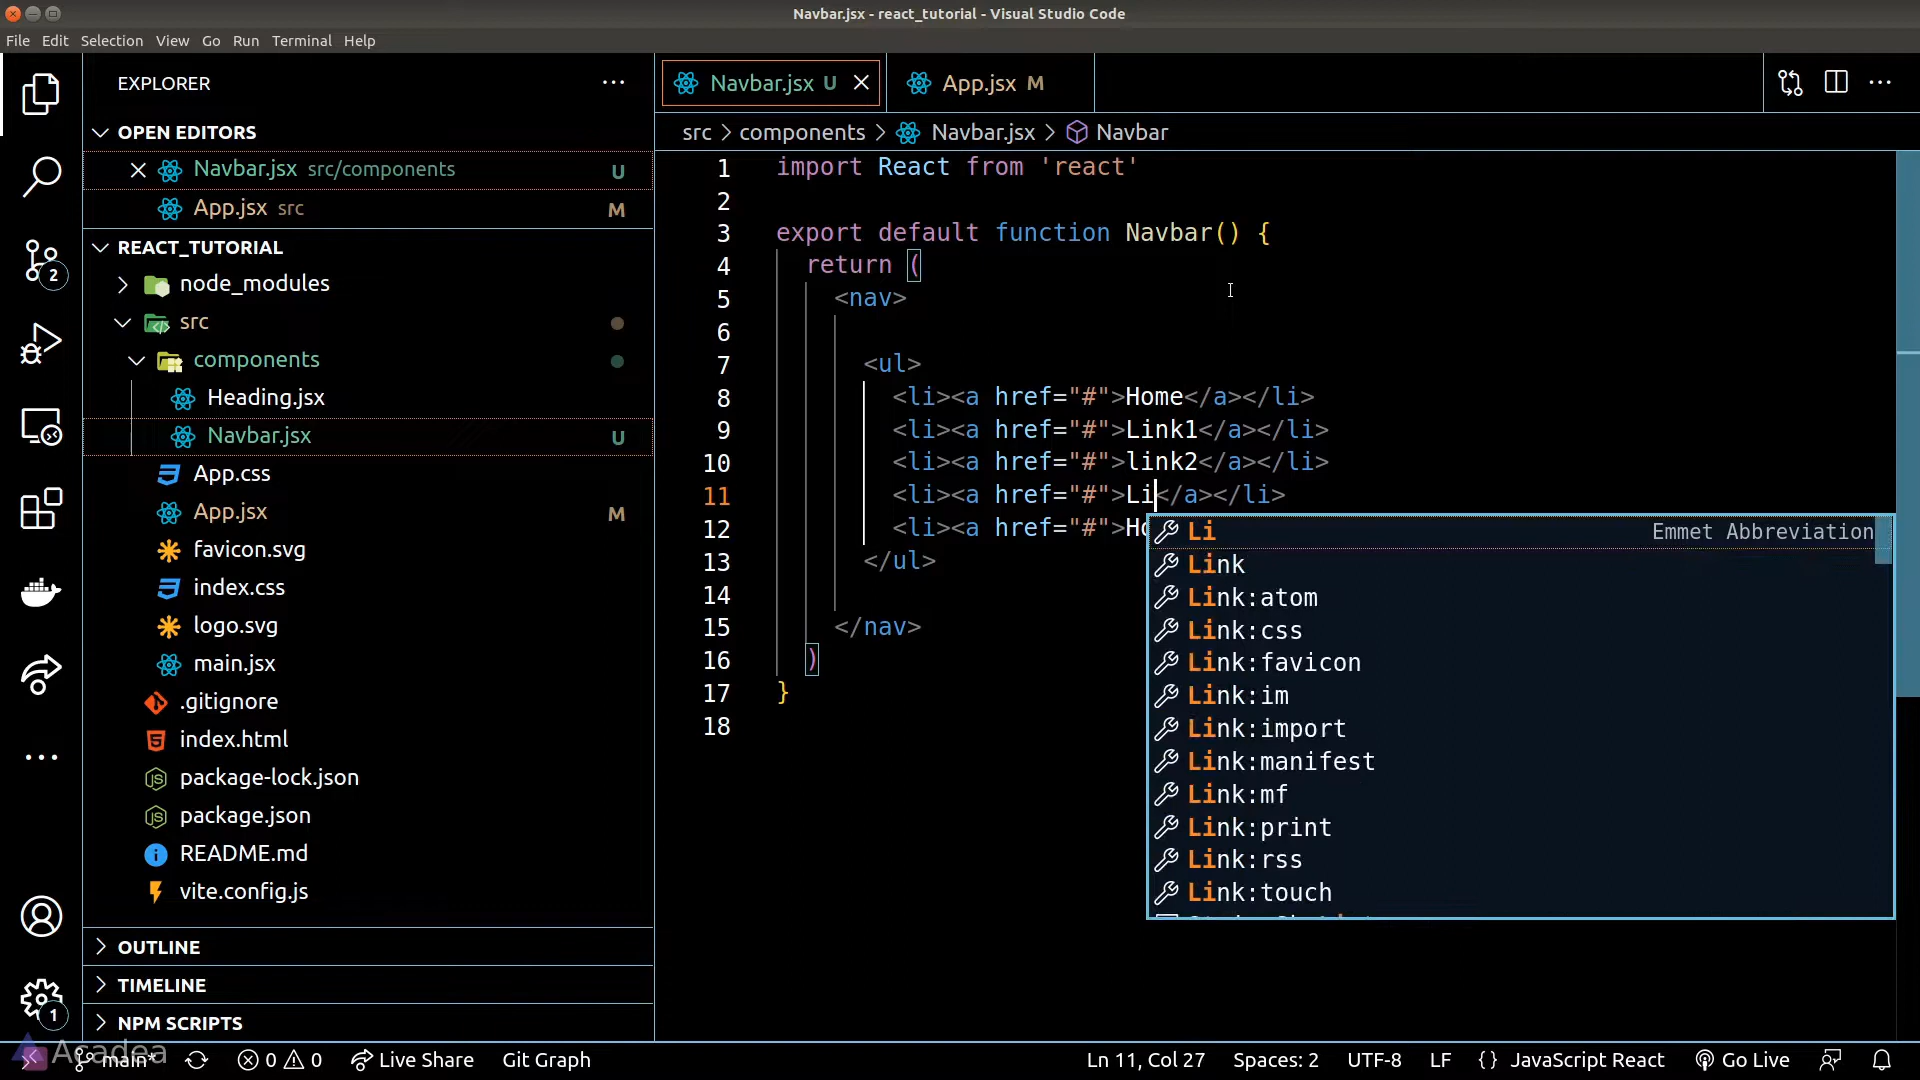 Navbar.jsx - react_tutorial - Visual Studio Code
File Edit Selection View Go Run Terminal Help
EXPLORER
OPEN EDITORS
Navbar.jsx src/components U
App.jsx src M
REACT_TUTORIAL
node_modules
src
components
Heading.jsx
Navbar.jsx U
App.css
App.jsx M
favicon.svg
index.css
logo.svg
main.jsx
.gitignore
index.html
package-lock.json
package.json
README.md
vite.config.js
OUTLINE
TIMELINE
NPM SCRIPTS
2
1
Navbar.jsx U App.jsx M
src > components > Navbar.jsx > Navbar
1 import React from 'react'
2
3 export default function Navbar() {
4 return (
5 <nav>
6
7 <ul>
8 <li><a href="#">Home</a></li>
9 <li><a href="#">Link1</a></li>
10 <li><a href="#">link2</a></li>
11 <li><a href="#">Li</a></li>
12 <li><a href="#">Ho
13 </ul>
14
15 </nav>
16 )
17 }
18
Li Emmet Abbreviation
Link
Link:atom
Link:css
Link:favicon
Link:im
Link:import
Link:manifest
Link:mf
Link:print
Link:rss
Link:touch
Acadea
main* 0 0 Live Share Git Graph Ln 11, Col 27 Spaces: 2 UTF-8 LF {} JavaScript React Go Live